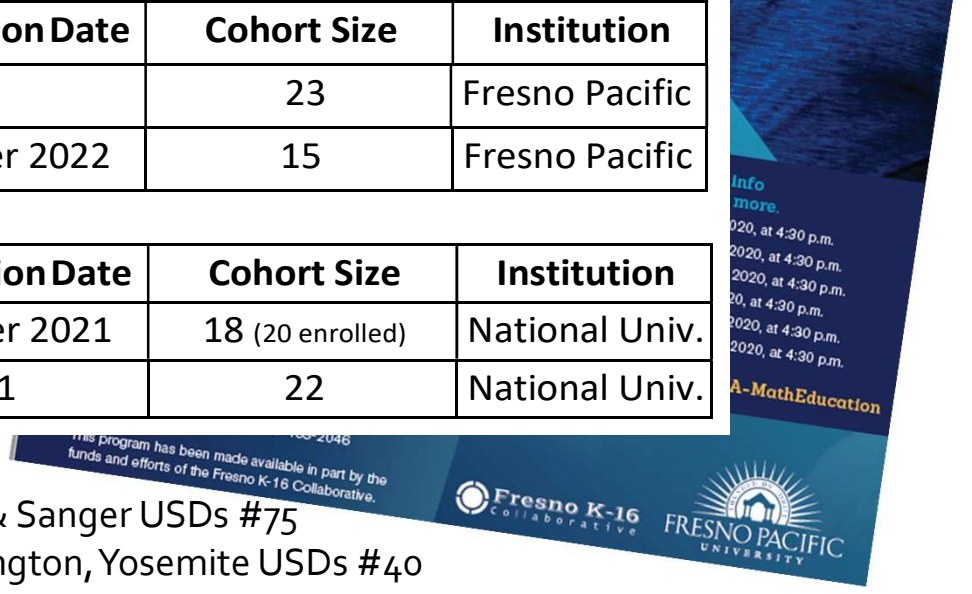 on Date Cohort Size Institution
23 Fresno Pacific
er 2022 15 Fresno Pacific
ion Date Cohort Size Institution
er 2021 18 (20 enrolled) National Univ.
1 22 National Univ.
info
more.
020, at 4:30 p.m.
2020, at 4:30 p.m.
2020, at 4:30 p.m.
20, at 4:30 p.m.
2020, at 4:30 p.m.
2020, at 4:30 p.m.
A-MathEducation
-2046
This program has been made available in part by the
funds and efforts of the Fresno K-16 Collaborative.
Fresno K-16
Collaborative
FRESNO PACIFIC
UNIVERSITY
& Sanger USDs #75
ngton, Yosemite USDs #40